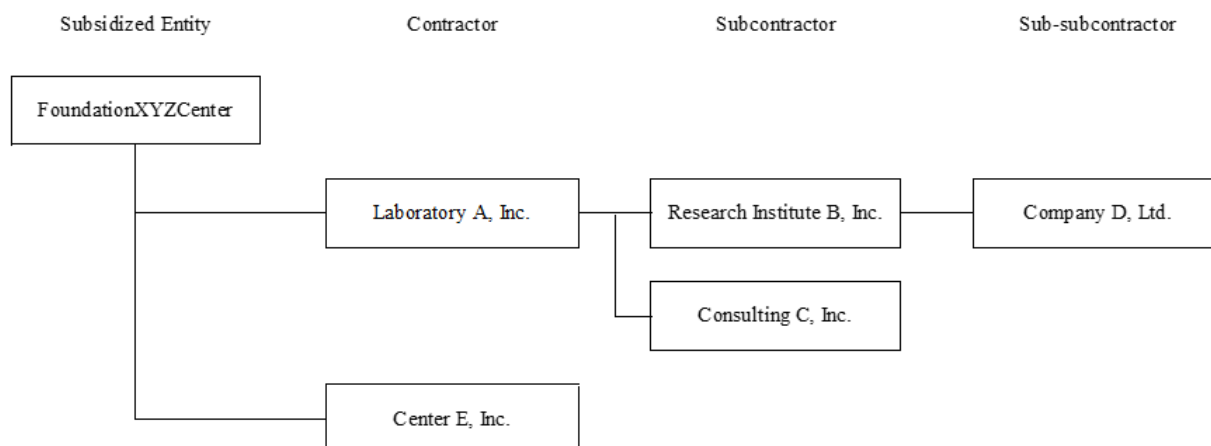 Subsidized Entity
Contractor
Subcontractor
Sub-subcontractor
FoundationXYZCenter
Laboratory A, Inc.
Research Institute B, Inc.
Company D, Ltd.
Consulting C, Inc.
Center E, Inc.